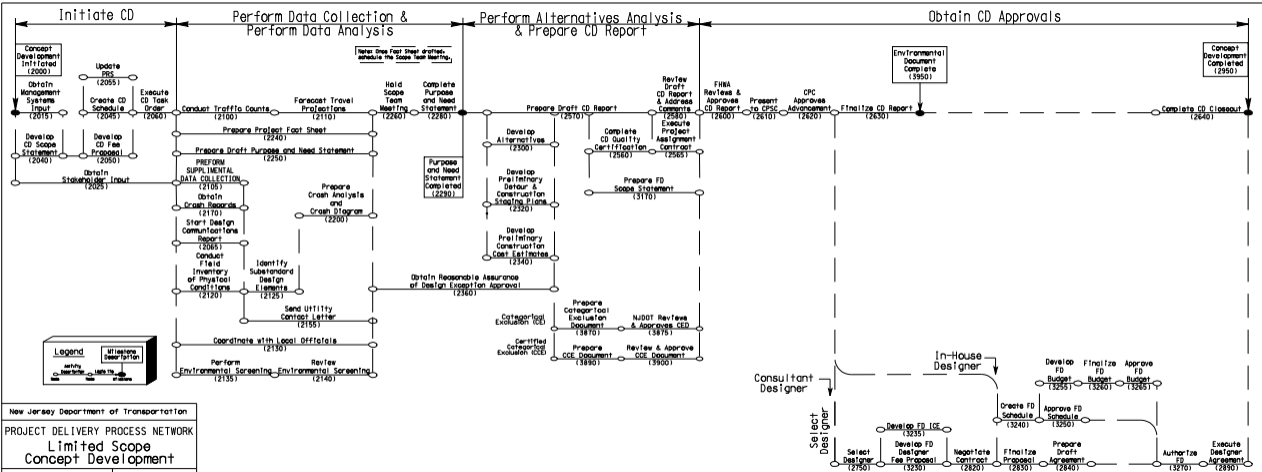 Initiate CD
Perform Data Collection &
Perform Data Analysis
Perform Alternatives Analysis
& Prepare CD Report
Obtain CD Approvals
Concept
Development
Initiated
(2000)
Note: Once Fact Sheet drafted,
schedule the Scope Team Meeting.
Environmental
Document
Complete
(3950)
Concept
Development
Completed
(2950)
Obtain
Management
Systems
Input
(2015)
Update
PRS
(2055)
Create CD
Schedule
(2045)
Execute
CD Task
Order
(2060)
Conduct Traffic Counts
(2100)
Forecast Travel
Projections
(2110)
Hold
Scope
Team
Meeting
(2260)
Complete
Purpose
and Need
Statement
(2280)
Prepare Draft CD Report
(2570)
Review
Draft
CD Report
& Address
Comments
(2580)
FHWA
Reviews &
Approves
CD Report
(2600)
Present
to CPSC
(2610)
CPC
Approves
Advancement
(2620)
Finalize CD Report
(2630)
Complete CD Closeout
(2640)
Develop
CD Scope
Statement
(2040)
Develop
CD Fee
Proposal
(2050)
Prepare Project Fact Sheet
(2240)
Prepare Draft Purpose and Need Statement
(2250)
Obtain
Stakeholder Input
(2025)
Purpose
and Need
Statement
Completed
(2290)
Develop
Alternatives
(2300)
Complete
CD Quality
Certification
(2560)
Execute
Project
Assignment
Contract
(2565)
PREFORM
SUPPLIMENTAL
DATA COLLECTION
(2105)
Obtain
Crash Records
(2170)
Prepare
Crash Analysis
and
Crash Diagram
(2200)
Develop
Preliminary
Detour &
Construction
Staging Plans
(2320)
Prepare FD
Scope Statement
(3170)
Start Design
Communications
Report
(2065)
Develop
Preliminary
Construction
Cost Estimates
(2340)
Conduct
Field
Inventory
of Physical
Conditions
(2120)
Identify
Substandard
Design
Elements
(2125)
Obtain Reasonable Assurance
of Design Exception Approval
(2360)
Send Utility
Contact Letter
(2155)
Categorical
Exclusion (CE)
Prepare
Categorical
Exclusion
Document
(3870)
NJDOT Reviews
& Approves CED
(3875)
Coordinate with Local Officials
(2130)
Certified
Categorical
Exclusion (CCE)
Prepare
CCE Document
(3890)
Review & Approve
CCE Document
(3900)
Perform
Environmental Screening
(2135)
Review
Environmental Screening
(2140)
Legend
Milestone
Description
Activity
Description
Consultant
Designer
In-House
Designer
Develop
FD
Budget
(3255)
Finalize
FD
Budget
(3260)
Approve
FD
Budget
(3265)
Create FD
Schedule
(3240)
Approve FD
Schedule
(3250)
Select
Designer
Develop FD ICE
(3235)
Select
Designer
(2750)
Develop FD
Designer
Fee Proposal
(3230)
Negotiate
Contract
(2820)
Finalize
Proposal
(2830)
Prepare
Draft
Agreement
(2840)
Authorize
FD
(3270)
Execute
Designer
Agreement
(2890)
New Jersey Department of Transportation
PROJECT DELIVERY PROCESS NETWORK
Limited Scope
Concept Development